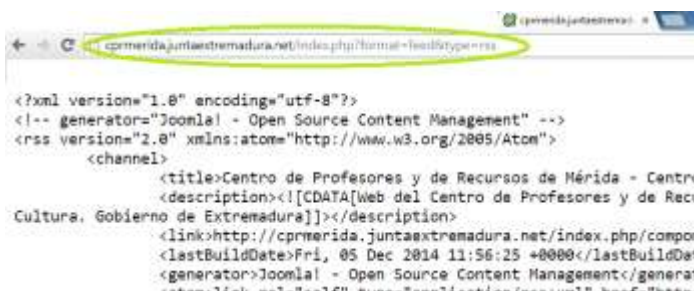 cprmerida.juntaextremadura.
cprmerida.juntaextremadura.net/index.php?format=feed&type=rss
<?xml version="1.0" encoding="utf-8"?>
<!-- generator="Joomla! - Open Source Content Management" -->
<rss version="2.0" xmlns:atom="http://www.w3.org/2005/Atom">
<channel>
<title>Centro de Profesores y de Recursos de Mérida - Centro
<description><![CDATA[Web del Centro de Profesores y de Recu
Cultura. Gobierno de Extremadura]]></description>
<link>http://cprmerida.juntaextremadura.net/index.php/compo
<lastBuildDate>Fri, 05 Dec 2014 11:56:25 +0000</lastBuildDat
<generator>Joomla! - Open Source Content Management</generat